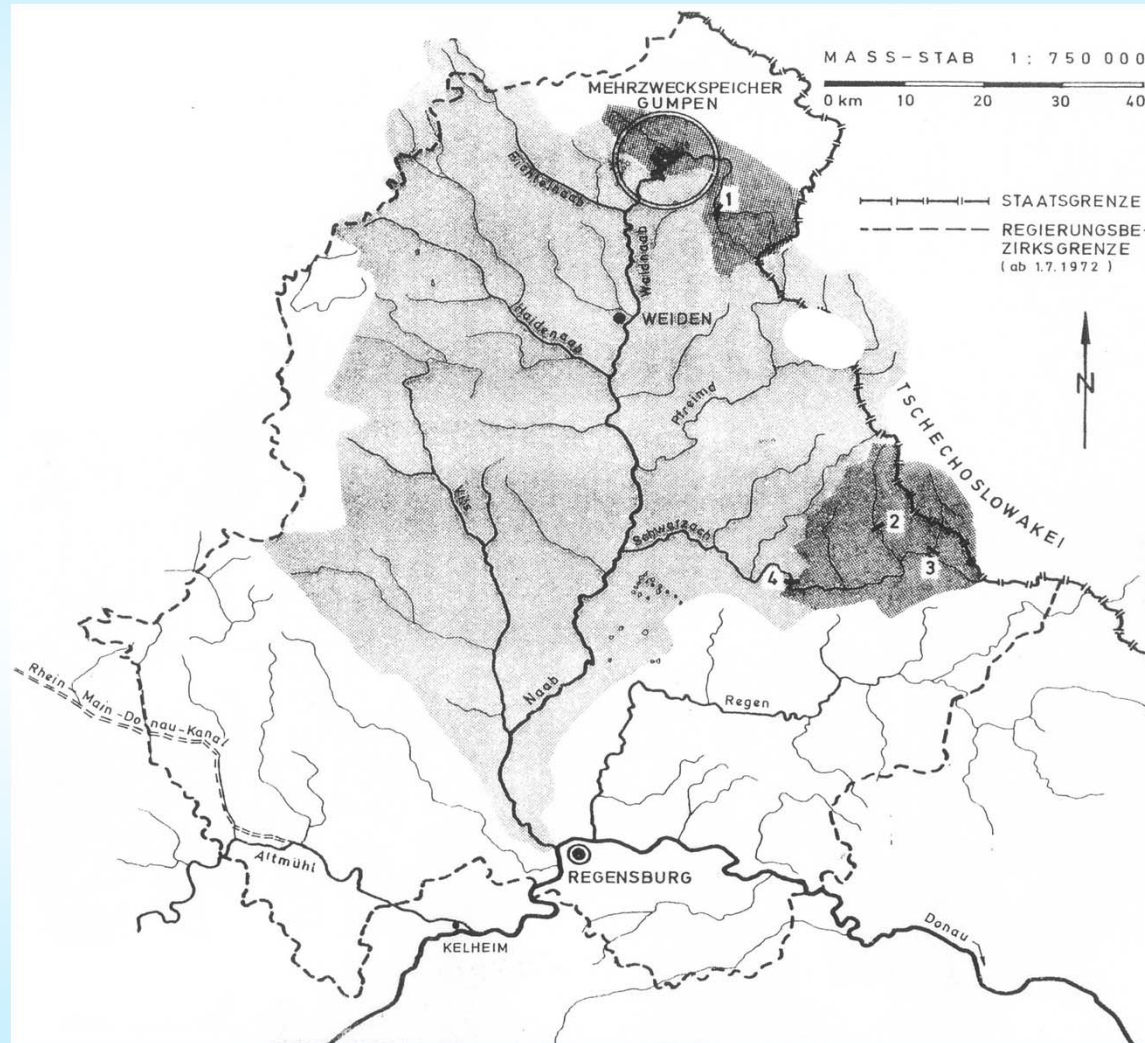 MASS-STAB 1: 750 000
0 km 10 20 30 40
MEHRZWECKSPEICHER
GUMPEN
STAATSGRENZE
REGIERUNGSBE-
ZIRKSGRENZE
(ab 1.7.1972)
N
1
Fichtelnaab
Waldnaab
WEIDEN
Haidenaab
Pfreimd
TSCHECHOSLOWAKEI
Vils
Schwarzach
2
3
4
Naab
Regen
Rhein-Main-Donau-Kanal
Altmühl
REGENSBURG
KELHEIM
Donau